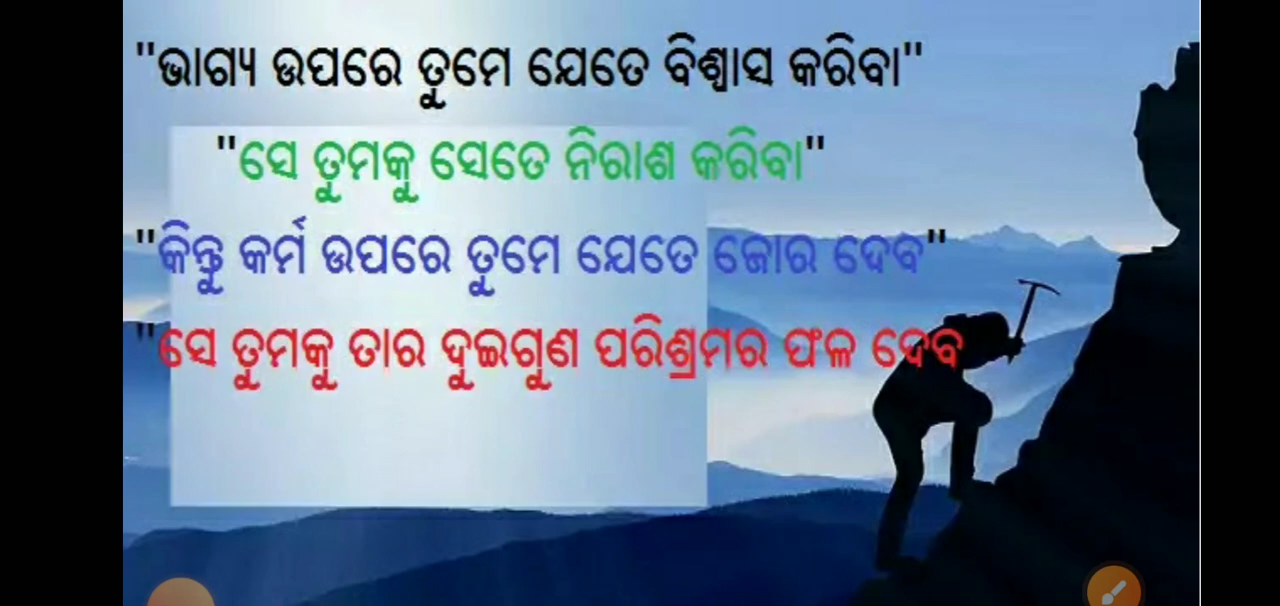 "ଭାଗ୍ୟ ଉପରେ ତୁମେ ଯେତେ ବିଶ୍ୱାସ କରିବା"
"ସେ ତୁମକୁ ସେତେ ନିରାଶ କରିବା"
"କିନ୍ତୁ କର୍ମ ଉପରେ ତୁମେ ଯେତେ ଜୋର ଦେବ"
"ସେ ତୁମକୁ ତାର ଦୁଇଗୁଣ ପରିଶ୍ରମର ଫଳ ଦେବ